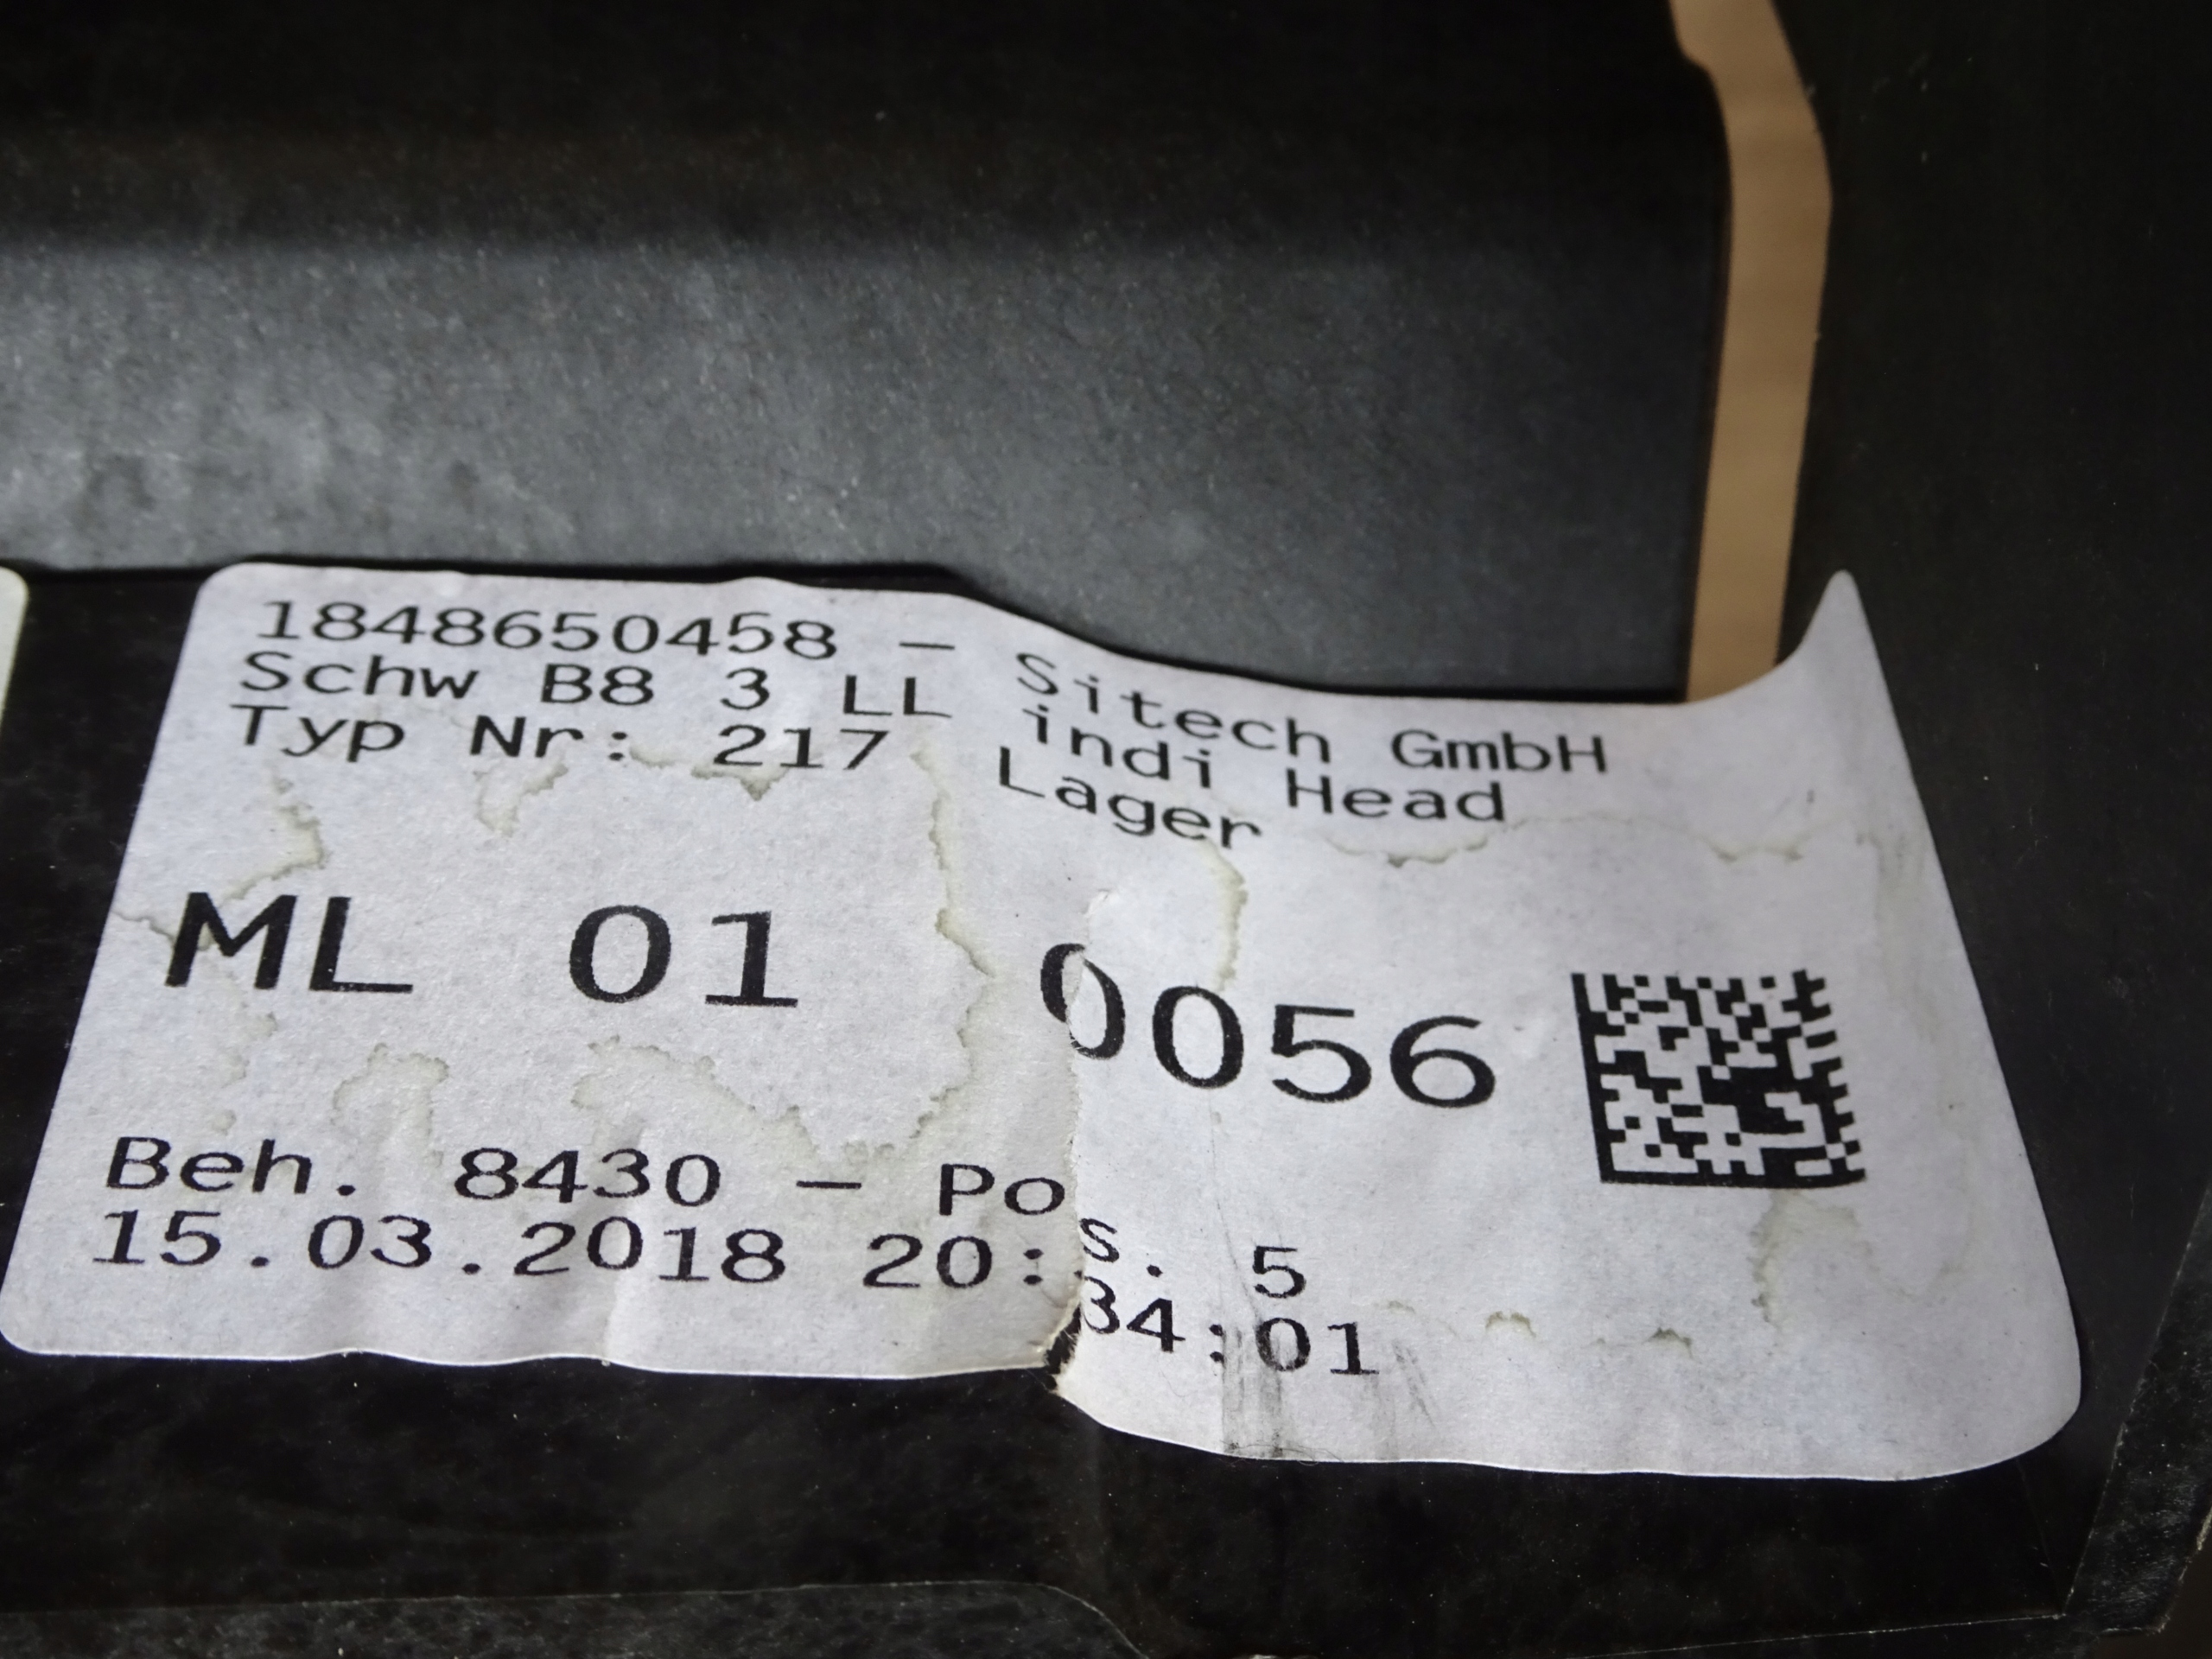 1848650458 - Sitech GmbH
Schw B8 3 LL indi Head
Typ Nr: 217 Lager
ML 01 0056
Beh. 8430 - Pos. 5
15.03.2018 20:34:01